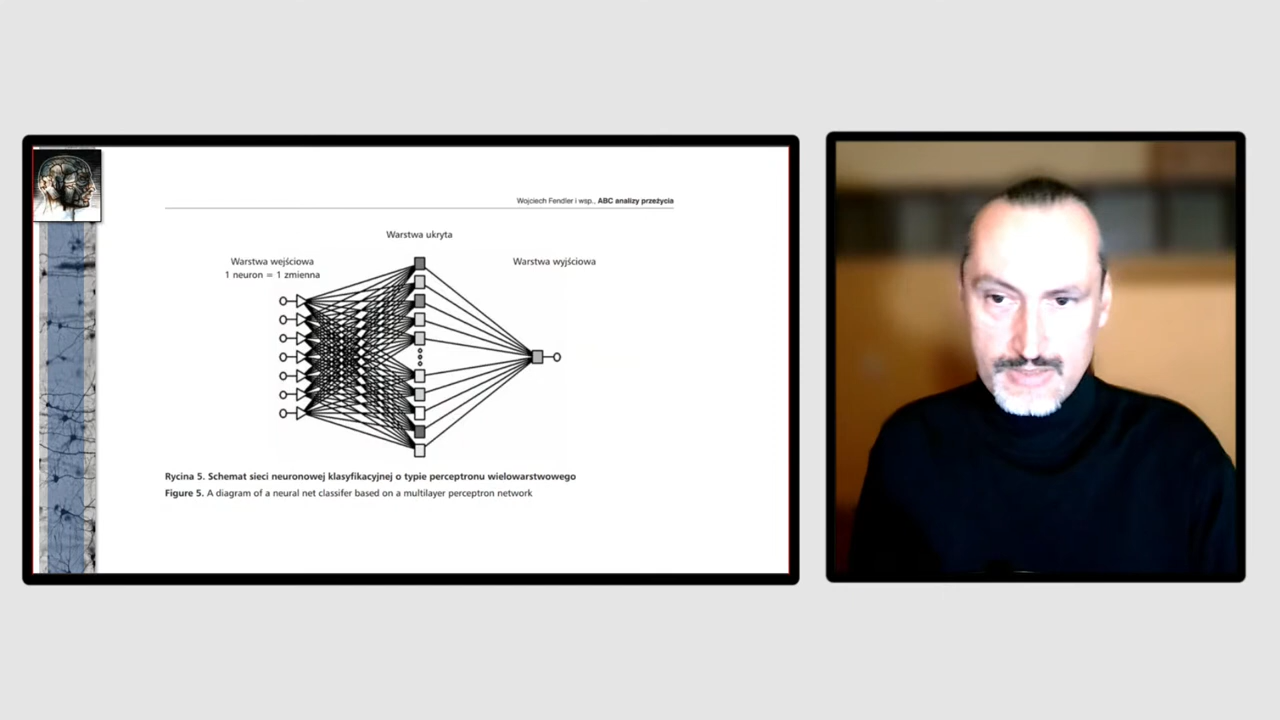 Wojciech Fendler i wsp., ABC analizy przeżycia
Warstwa ukryta
Warstwa wejściowa
1 neuron = 1 zmienna
Warstwa wyjściowa
Rycina 5. Schemat sieci neuronowej klasyfikacyjnej o typie perceptronu wielowarstwowego
Figure 5. A diagram of a neural net classifer based on a multilayer perceptron network